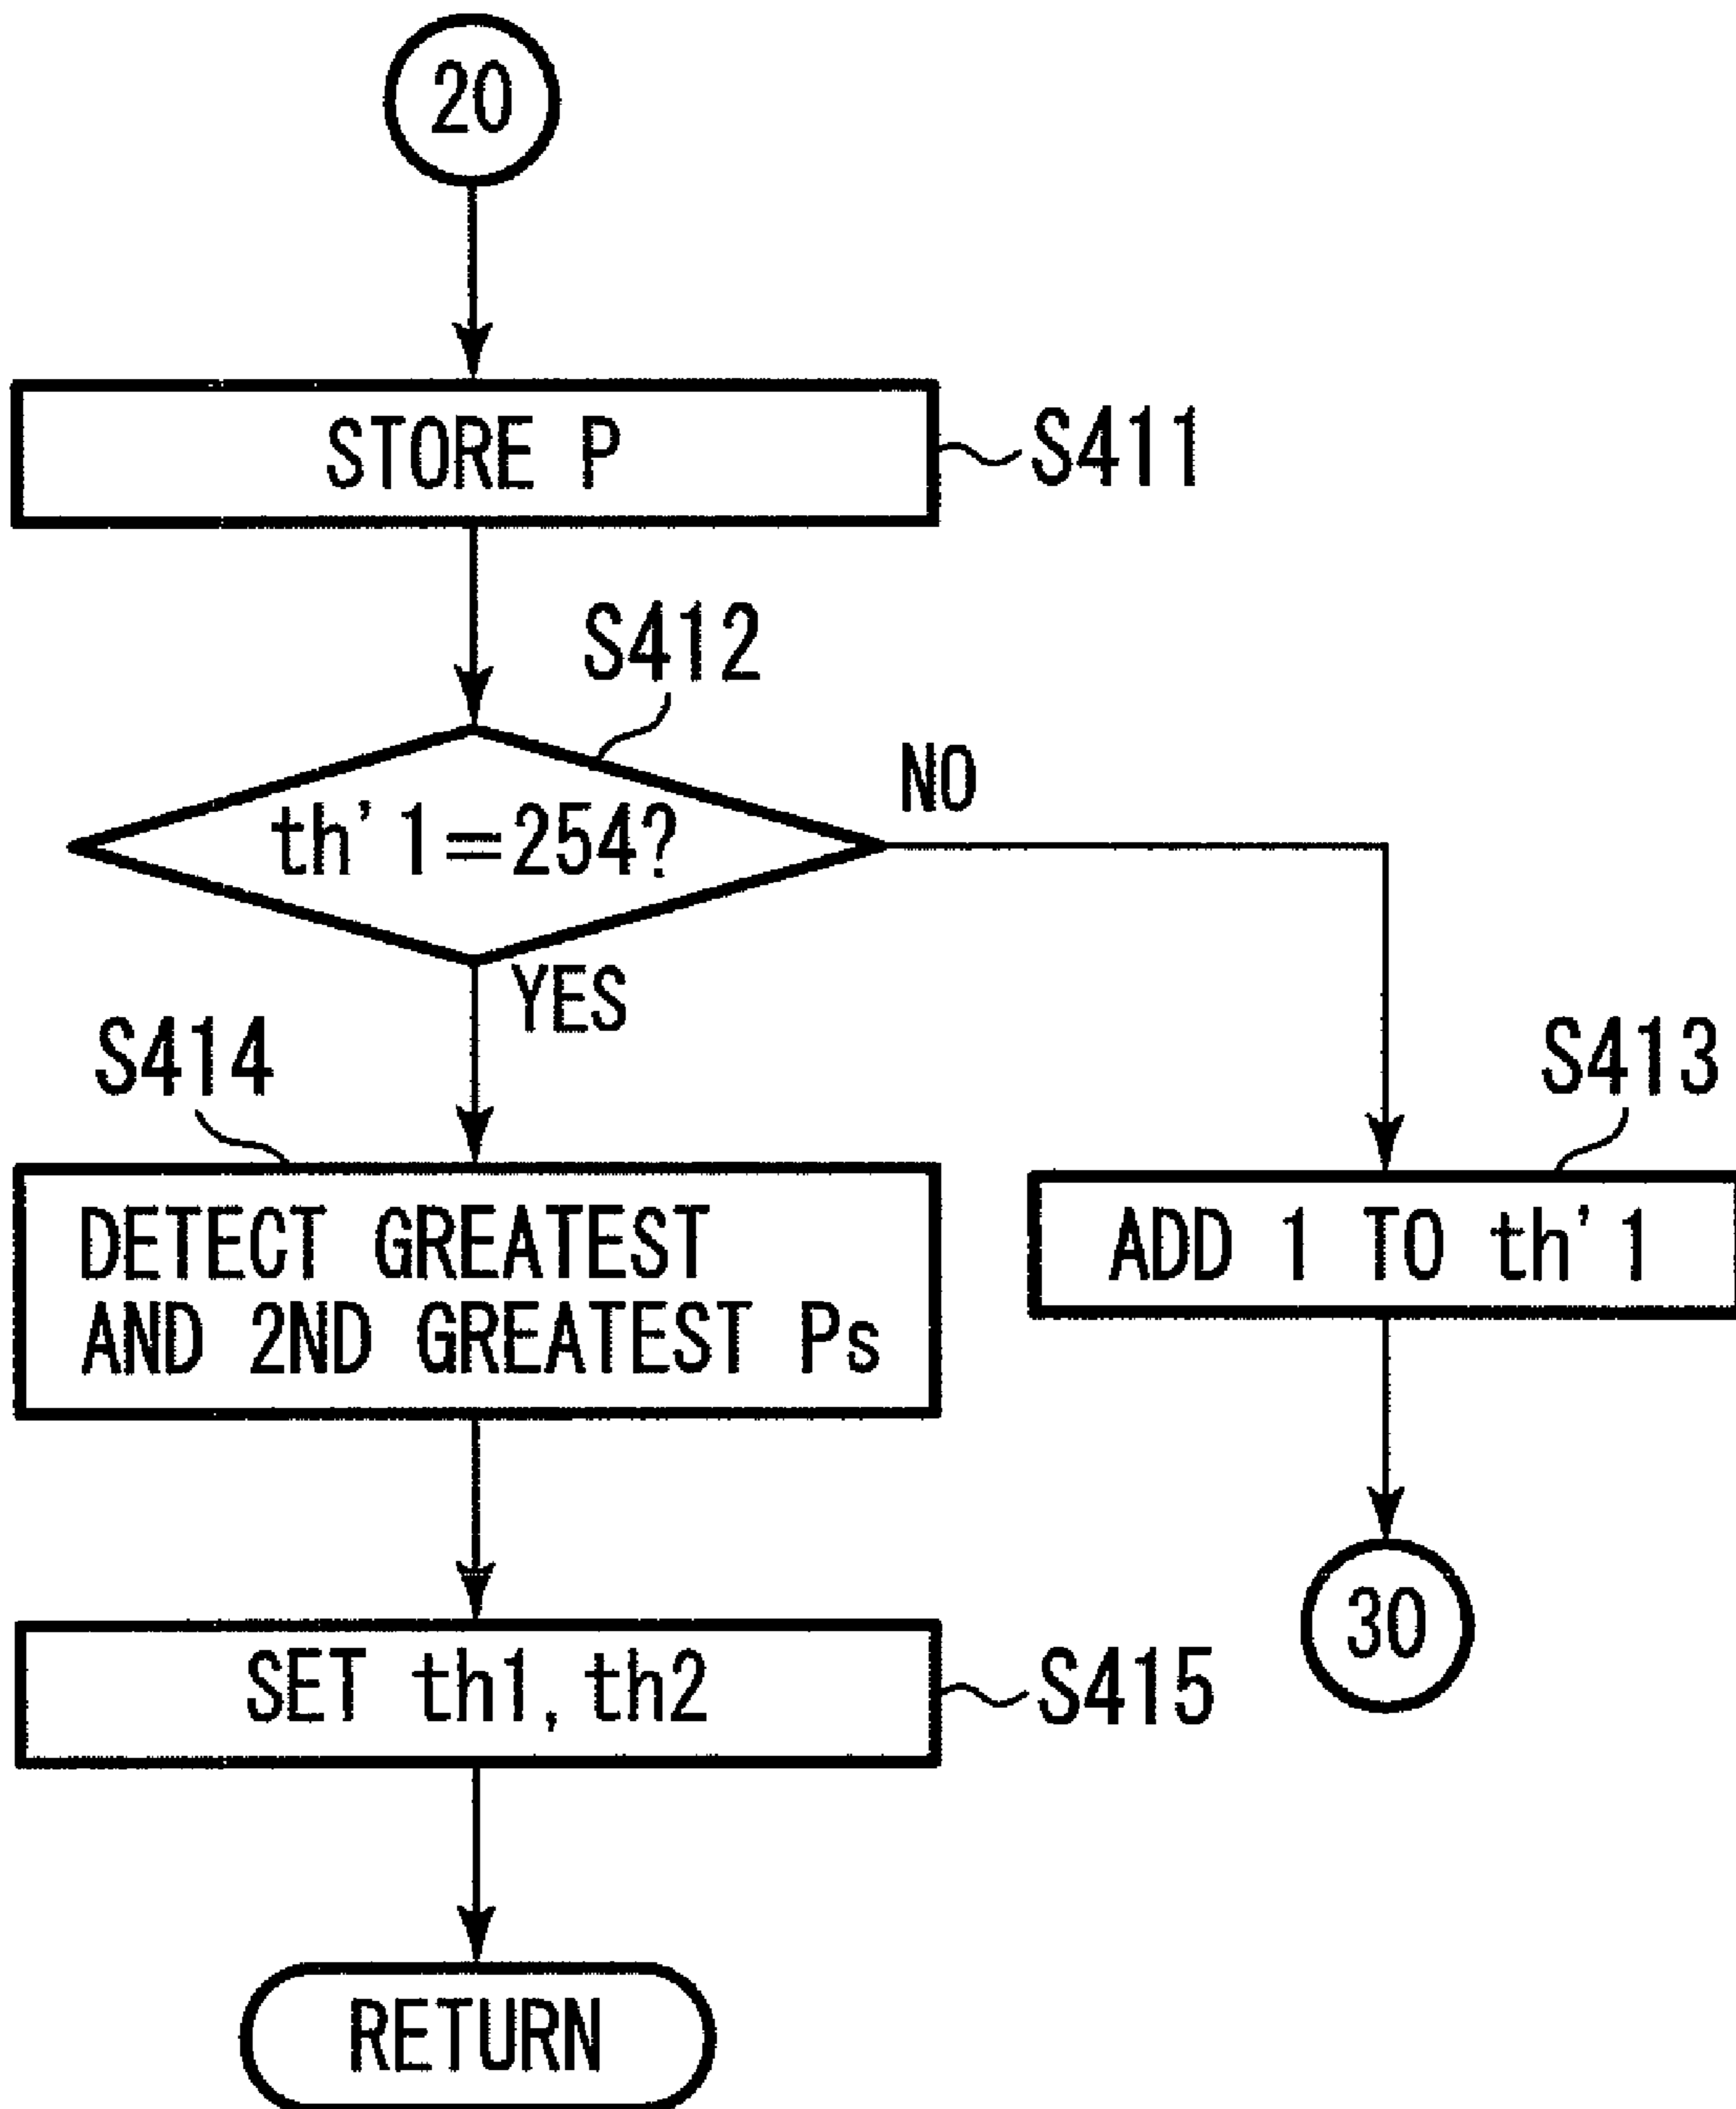 20
STORE P
S411
S412
th'1=254?
NO
YES
S414
S413
DETECT GREATEST
AND 2ND GREATEST Ps
ADD 1 TO th'1
30
SET th1, th2
S415
RETURN